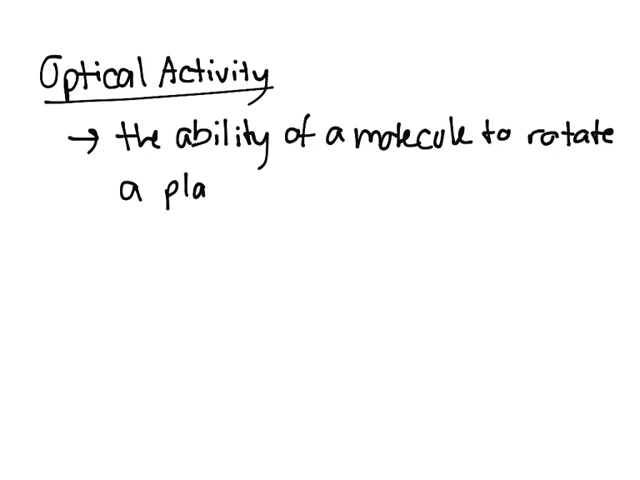 Optical Activity
→ the ability of a molecule to rotate
a pla